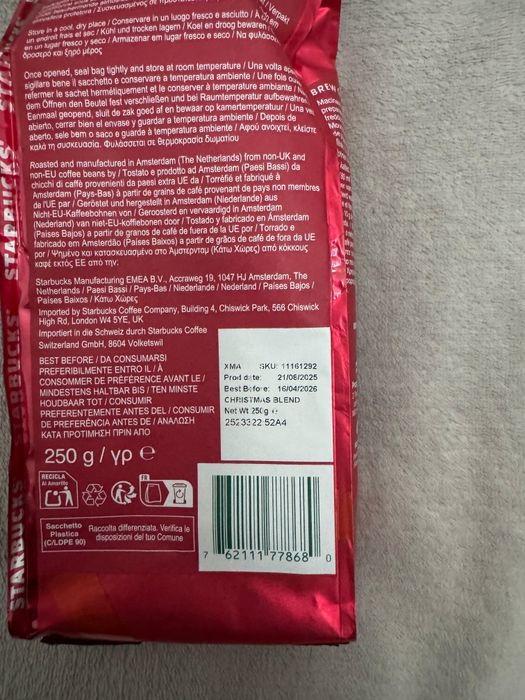 Store in a cool, dry place / Conservare in un luogo fresco e asciutto / À
un endroit frais et sec / Kühl und trocken lagern / Koel en droog bewaren
en un lugar fresco y seco / Armazenar em lugar fresco e seco / Να φυλάσσεται
δροσερό και ξηρό μέρος
Once opened, seal bag tightly and store at room temperature / Una volta
sigillare bene il sacchetto e conservare a temperatura ambiente / Une fois
refermer le sachet hermétiquement et le conserver à température ambiante /
dem Öffnen den Beutel fest verschließen und bei Raumtemperatur aufbewahren
Eenmaal geopend, sluit de zak goed af en bewaar op kamertemperatuur / Una vez
abierto, cerrar bien el envase y guardar a temperatura ambiente / Depois de
aberto, sele bem o saco e guarde à temperatura ambiente / Αφού ανοιχτεί, κλείστε
καλά τη συσκευασία. Φυλάσσεται σε θερμοκρασία δωματίου
Roasted and manufactured in Amsterdam (The Netherlands) from non-UK and
non-EU coffee beans by / Tostato e prodotto ad Amsterdam (Paesi Bassi) da
chicchi di caffè provenienti da paesi extra UE da / Torréfié et fabriqué à
Amsterdam (Pays-Bas) à partir de grains de café provenant de pays non membres
de l'UE par / Geröstet und hergestellt in Amsterdam (Niederlande) aus
Nicht-EU-Kaffeebohnen von / Geroosterd en vervaardigd in Amsterdam
(Nederland) van niet-EU-koffiebonen door / Tostado y fabricado en Ámsterdam
(Países Bajos) a partir de granos de café de fuera de la UE por / Torrado e
fabricado em Amsterdão (Países Baixos) a partir de grãos de café de fora da UE
por / Ψημένο και κατασκευασμένο στο Άμστερνταμ (Κάτω Χώρες) από κόκκους
καφέ εκτός ΕΕ από την:
Starbucks Manufacturing EMEA B.V., Accraweg 19, 1047 HJ Amsterdam, The
Netherlands / Paesi Bassi / Pays-Bas / Niederlande / Nederland / Países Bajos /
Países Baixos / Κάτω Χώρες
Imported by Starbucks Coffee Company, Building 4, Chiswick Park, 566 Chiswick
High Rd, London W4 5YE, UK
Importiert in die Schweiz durch Starbucks Coffee
Switzerland GmbH, 8604 Volketswil
BEST BEFORE / DA CONSUMARSI
PREFERIBILMENTE ENTRO IL / À
CONSOMMER DE PRÉFÉRENCE AVANT LE /
MINDESTENS HALTBAR BIS / TEN MINSTE
HOUDBAAR TOT / CONSUMIR
PREFERENTEMENTE ANTES DEL / CONSUMIR
DE PREFERÊNCIA ANTES DE / ΑΝΑΛΩΣΗ
ΚΑΤΑ ΠΡΟΤΙΜΗΣΗ ΠΡΙΝ ΑΠΟ
XMA SKU: 11161292
Prod date: 21/08/2025
Best Before: 16/04/2026
CHRISTMAS BLEND
Net Wt 250g e
2523322 52A4
250 g / γρ e
RECICLA
Al Amarillo
FR
Sacchetto
Plastica
(C/LDPE 90)
Raccolta differenziata. Verifica le
disposizioni del tuo Comune
7 62111 77868 0
STARBUCKS
STARBUCKS
STARBUCKS
BREW